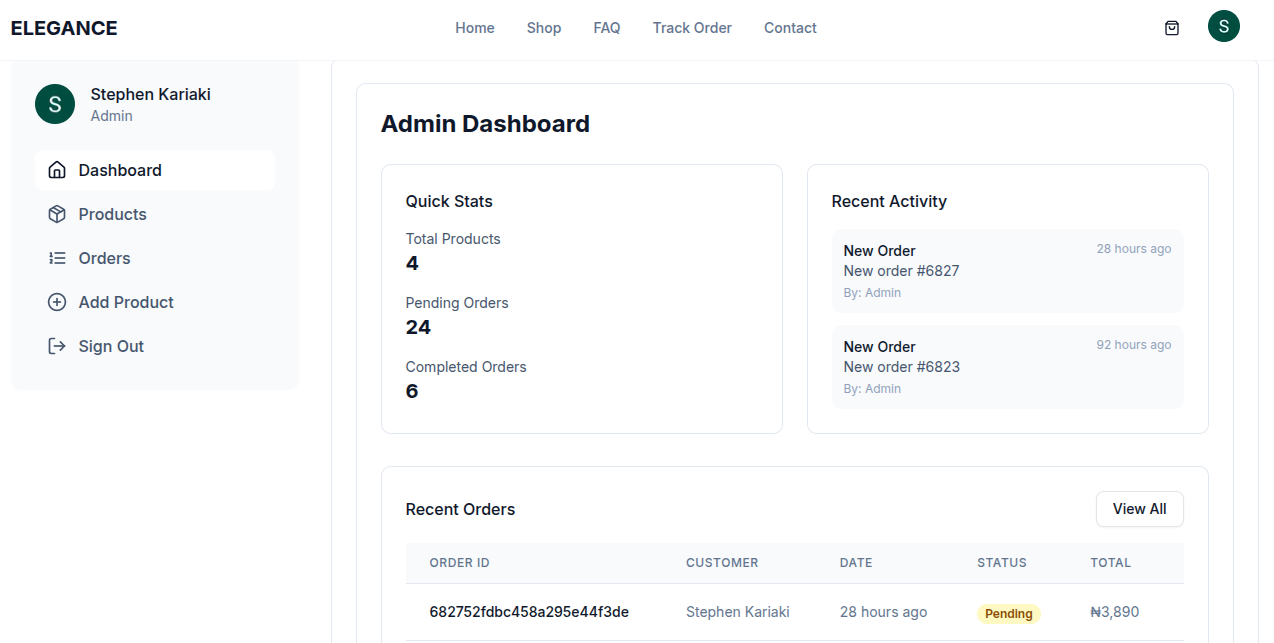 ELEGANCE
Home Shop FAQ Track Order Contact
S
S
Stephen Kariaki
Admin
Dashboard
Products
Orders
Add Product
Sign Out
Admin Dashboard
Quick Stats
Total Products
4
Pending Orders
24
Completed Orders
6
Recent Activity
New Order 28 hours ago
New order #6827
By: Admin
New Order 92 hours ago
New order #6823
By: Admin
Recent Orders View All
ORDER ID CUSTOMER DATE STATUS TOTAL
682752fdbc458a295e44f3de Stephen Kariaki 28 hours ago Pending ₦3,890